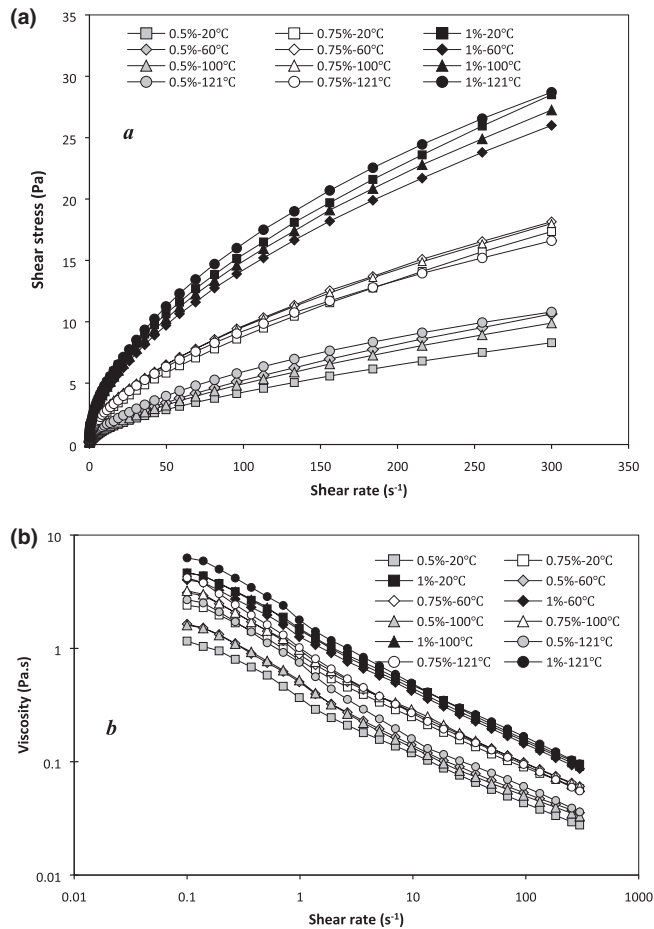 (a)
35
30
25
20
15
10
5
0
Shear stress (Pa)
0.5%-20°C 0.75%-20°C 1%-20°C
0.5%-60°C 0.75%-60°C 1%-60°C
0.5%-100°C 0.75%-100°C 1%-100°C
0.5%-121°C 0.75%-121°C 1%-121°C
a
0 50 100 150 200 250 300 350
Shear rate (s-1)
(b)
10
1
0.1
0.01
Viscosity (Pa.s)
0.5%-20°C 0.75%-20°C
1%-20°C 0.5%-60°C
0.75%-60°C 1%-60°C
0.5%-100°C 0.75%-100°C
1%-100°C 0.5%-121°C
0.75%-121°C 1%-121°C
b
0.01 0.1 1 10 100 1000
Shear rate (s-1)